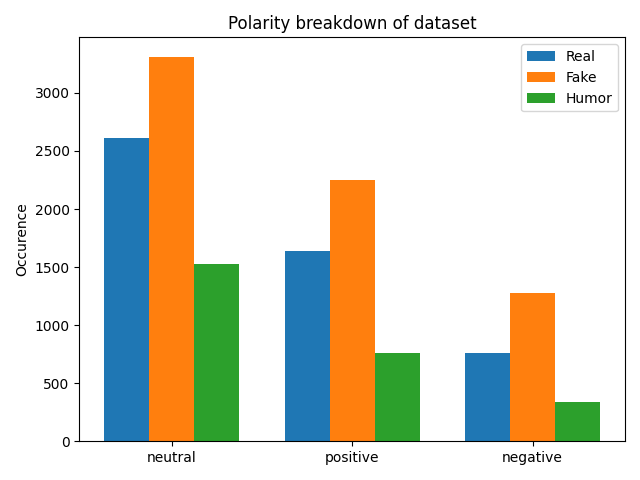 Polarity breakdown of dataset
Real
Fake
Humor
Occurence
3000
2500
2000
1500
1000
500
0
neutral
positive
negative